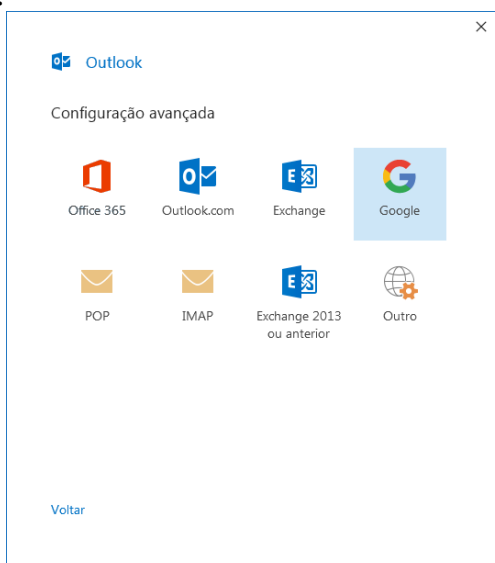 Outlook
Configuração avançada
Office 365
Outlook.com
Exchange
Google
POP
IMAP
Exchange 2013
ou anterior
Outro
Voltar